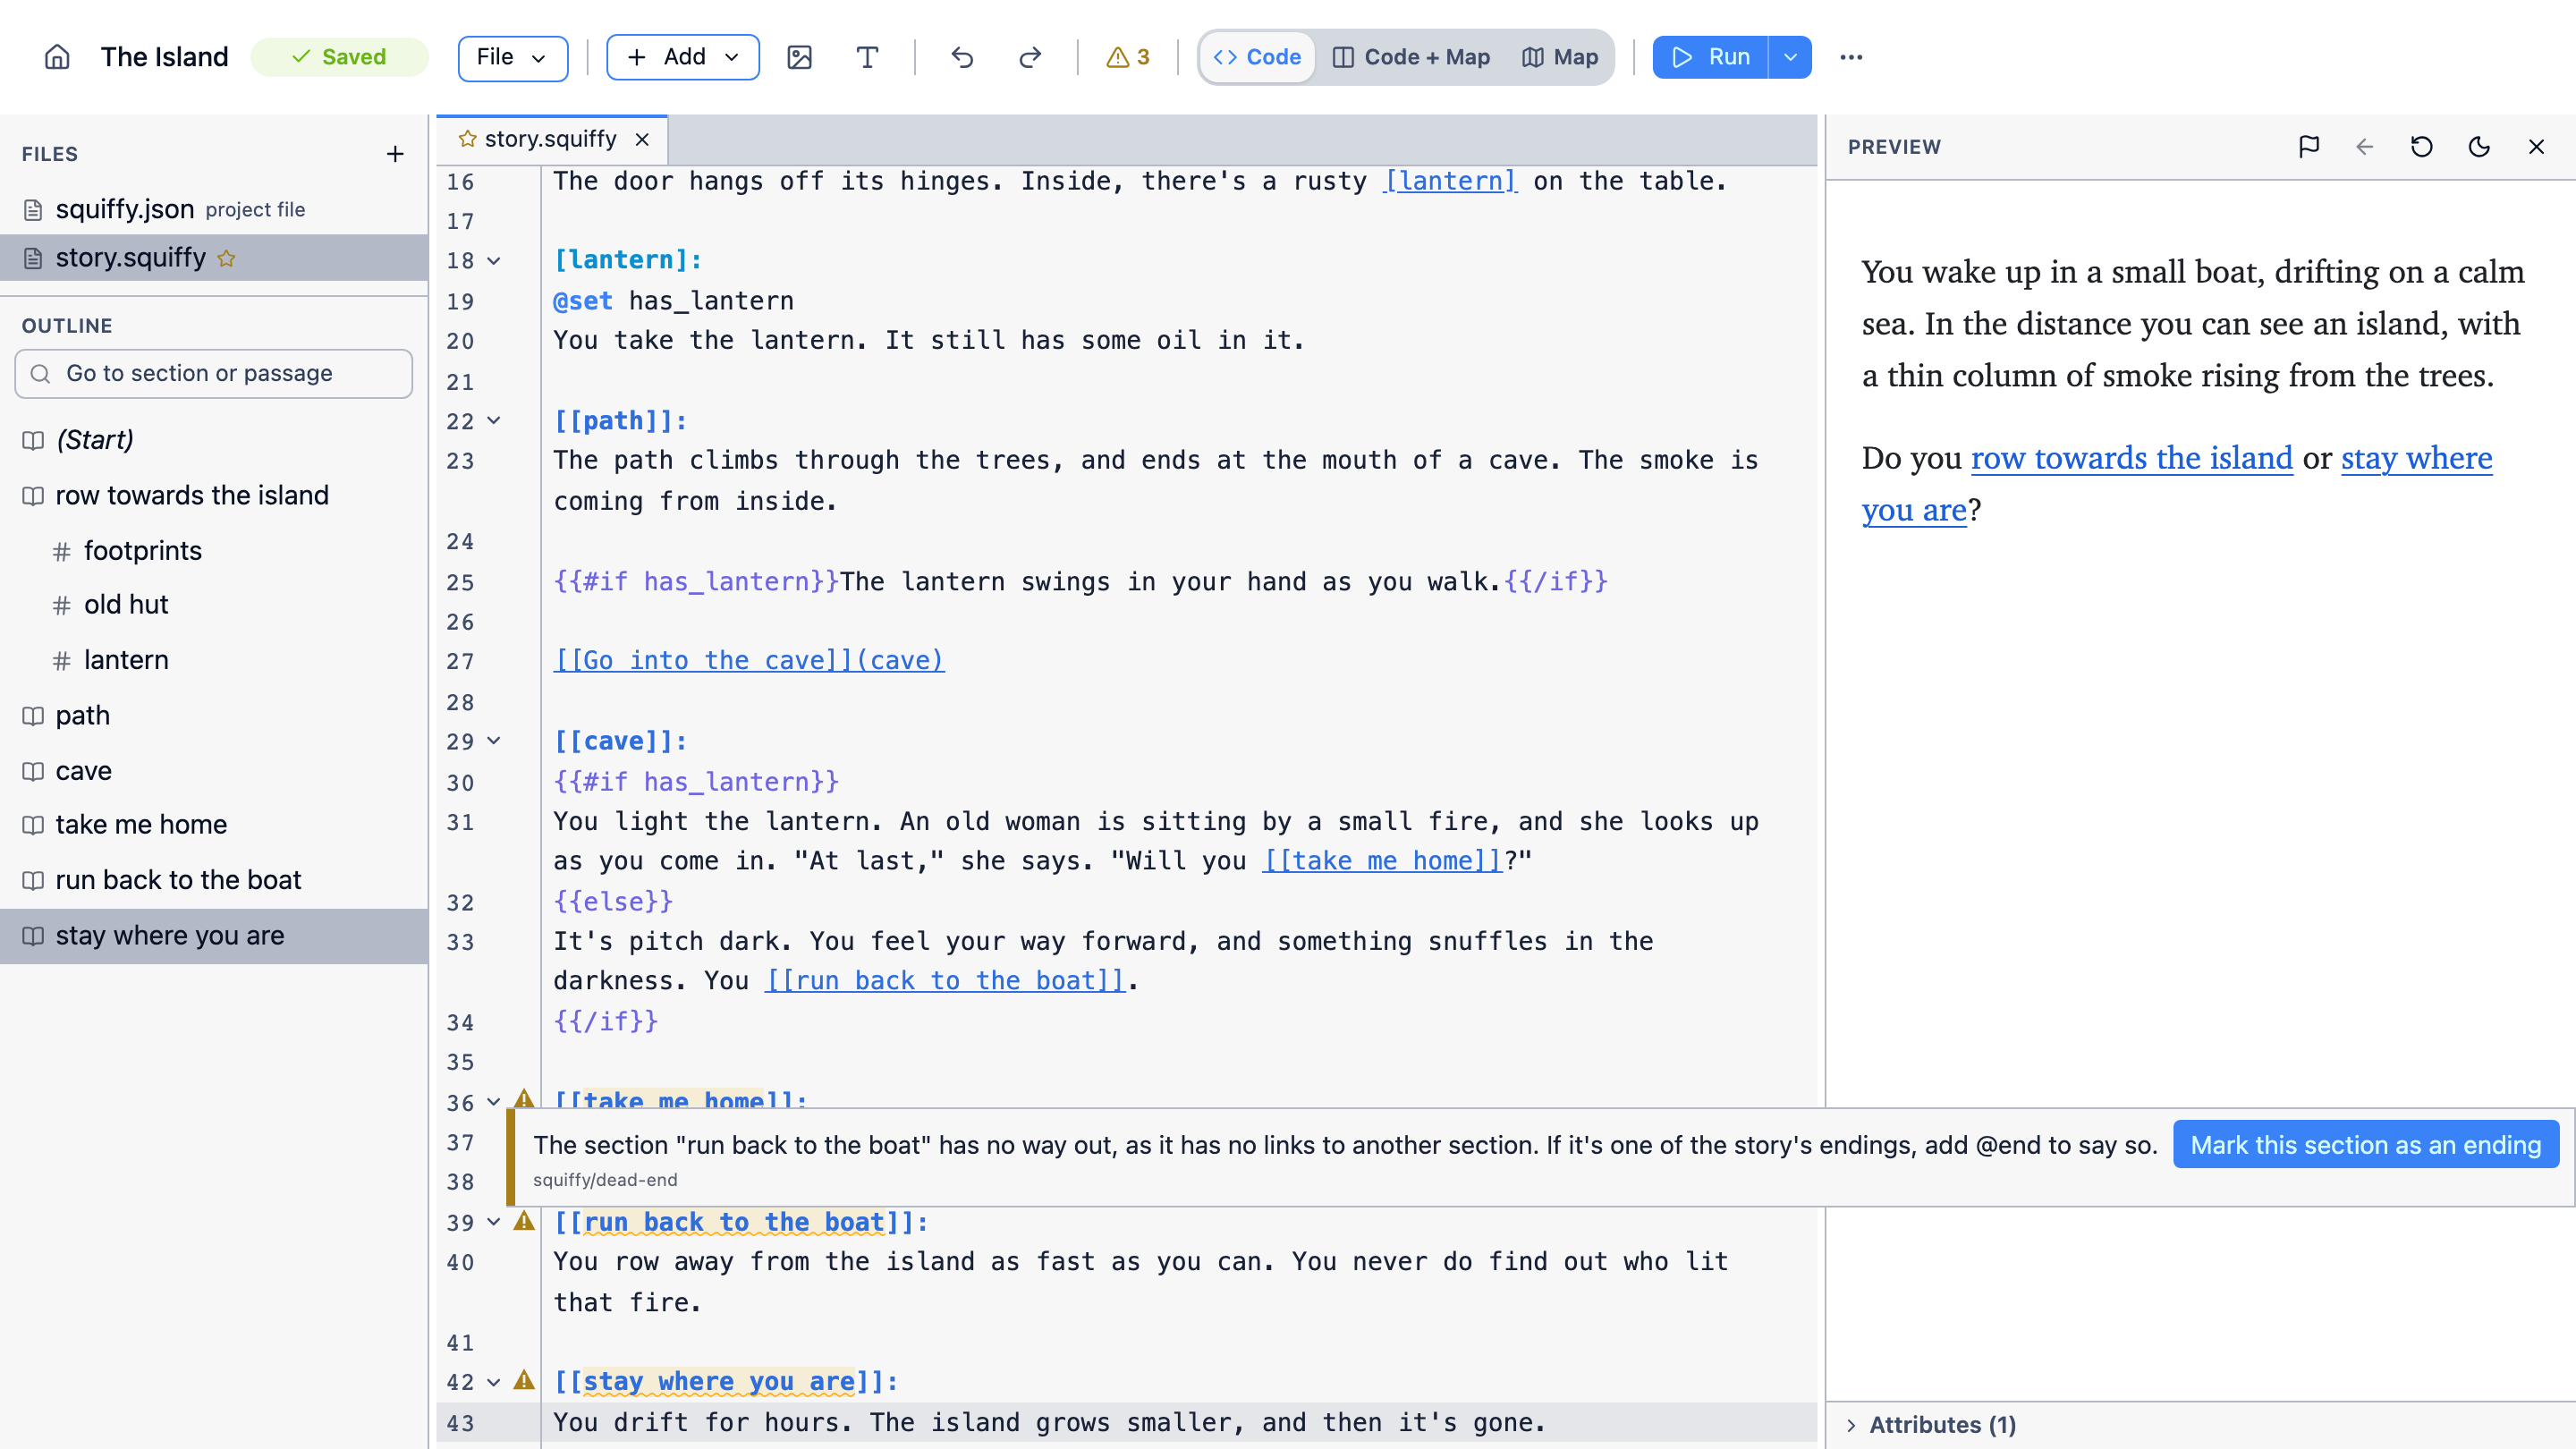 The Island
Saved
File
Add
3
Code
Code + Map
Map
Run
FILES
squiffy.json project file
story.squiffy
OUTLINE
Go to section or passage
(Start)
row towards the island
# footprints
# old hut
# lantern
path
cave
take me home
run back to the boat
stay where you are
story.squiffy
16 The door hangs off its hinges. Inside, there's a rusty [lantern] on the table.
17
18 [lantern]:
19 @set has_lantern
20 You take the lantern. It still has some oil in it.
21
22 [[path]]:
23 The path climbs through the trees, and ends at the mouth of a cave. The smoke is
coming from inside.
24
25 {{#if has_lantern}}The lantern swings in your hand as you walk.{{/if}}
26
27 [[Go into the cave]](cave)
28
29 [[cave]]:
30 {{#if has_lantern}}
31 You light the lantern. An old woman is sitting by a small fire, and she looks up
as you come in. "At last," she says. "Will you [[take me home]]?"
32 {{else}}
33 It's pitch dark. You feel your way forward, and something snuffles in the
darkness. You [[run back to the boat]].
34 {{/if}}
35
36 [[take me home]]:
37
38
The section "run back to the boat" has no way out, as it has no links to another section. If it's one of the story's endings, add @end to say so.
Mark this section as an ending
squiffy/dead-end
39 [[run back to the boat]]:
40 You row away from the island as fast as you can. You never do find out who lit
that fire.
41
42 [[stay where you are]]:
43 You drift for hours. The island grows smaller, and then it's gone.
PREVIEW
You wake up in a small boat, drifting on a calm
sea. In the distance you can see an island, with
a thin column of smoke rising from the trees.
Do you row towards the island or stay where
you are?
Attributes (1)